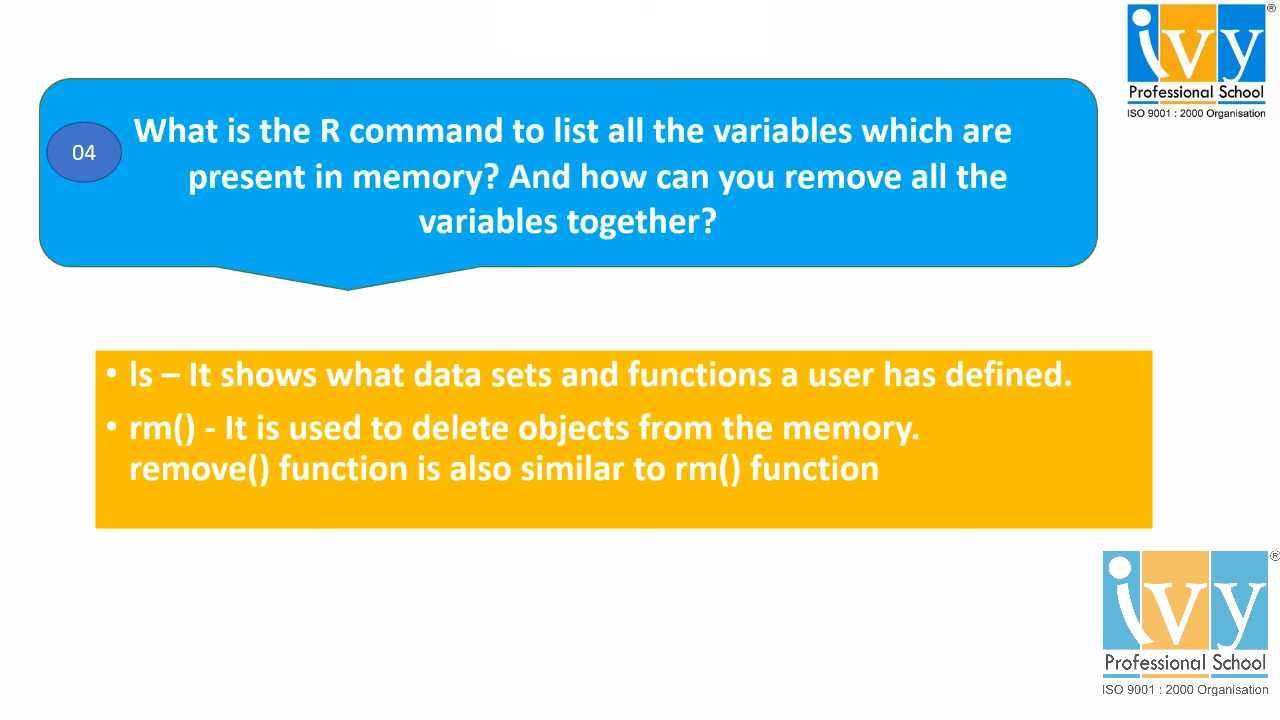 ivy
®
Professional School
ISO 9001 : 2000 Organisation
04
What is the R command to list all the variables which are
present in memory? And how can you remove all the
variables together?
• ls – It shows what data sets and functions a user has defined.
• rm() - It is used to delete objects from the memory.
remove() function is also similar to rm() function
ivy
®
Professional School
ISO 9001 : 2000 Organisation